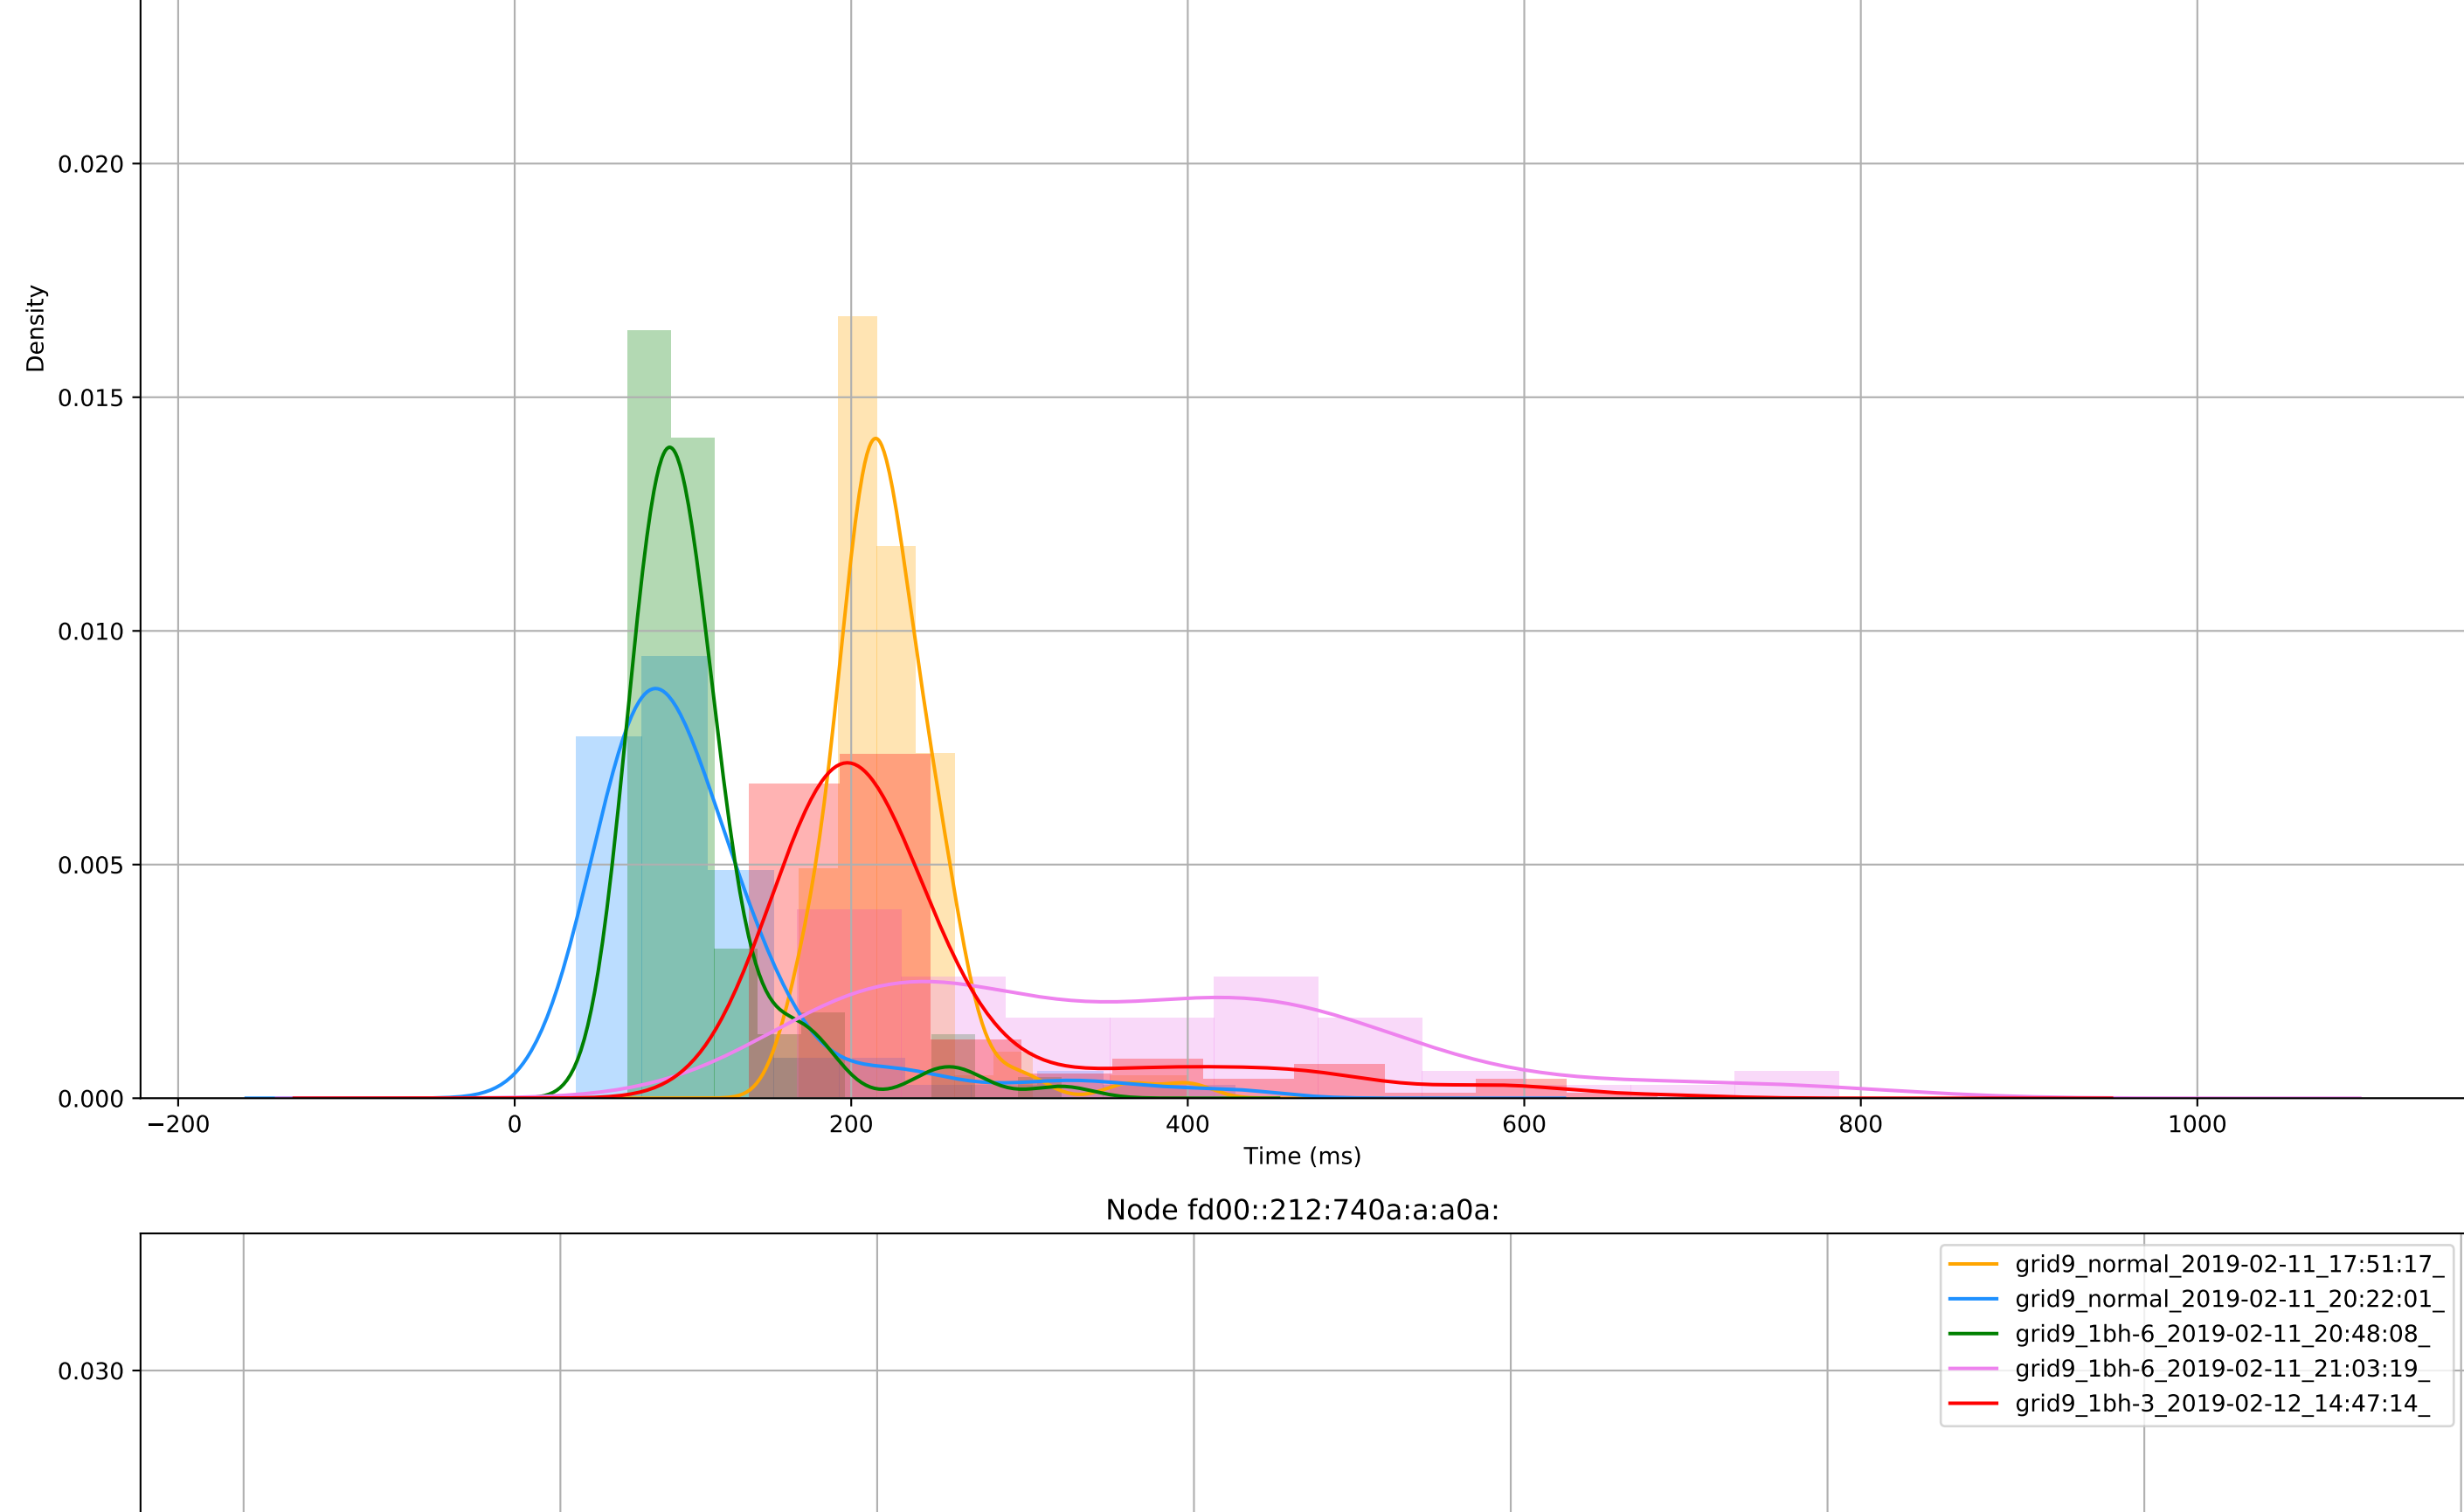 0.020
0.015
0.010
0.005
0.000
Density
−200 0 200 400 600 800 1000
Time (ms)
Node fd00::212:740a:a:a0a:
0.030
grid9_normal_2019-02-11_17:51:17_
grid9_normal_2019-02-11_20:22:01_
grid9_1bh-6_2019-02-11_20:48:08_
grid9_1bh-6_2019-02-11_21:03:19_
grid9_1bh-3_2019-02-12_14:47:14_